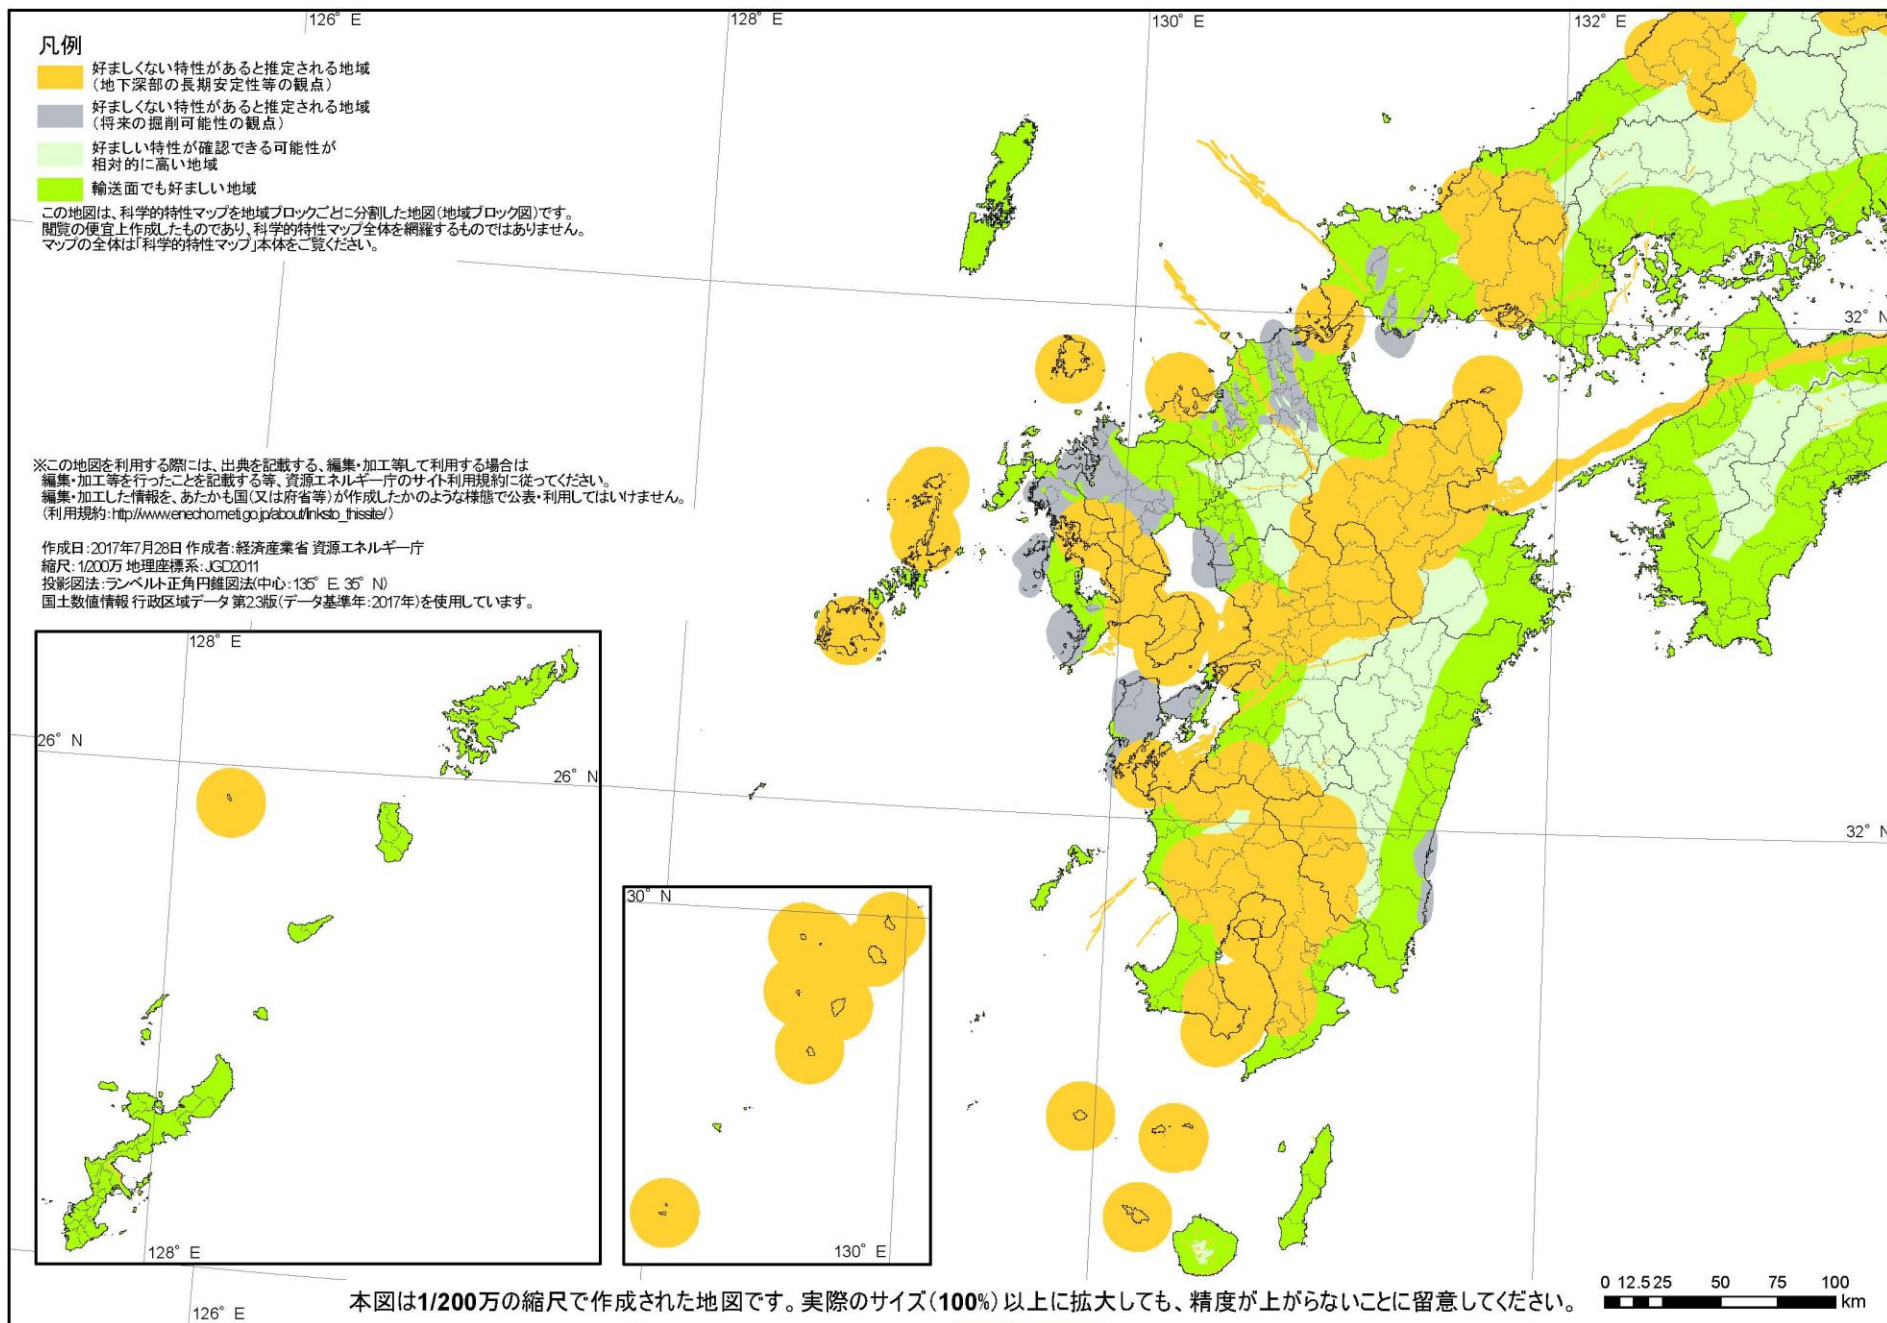 126° E
128° E
130° E
132° E
凡例
好ましくない特性があると推定される地域
(地下深部の長期安定性等の観点)
好ましくない特性があると推定される地域
(将来の掘削可能性の観点)
好ましい特性が確認できる可能性が
相対的に高い地域
輸送面でも好ましい地域
この地図は、科学的特性マップを地域ブロックごとに分割した地図(地域ブロック図)です。
閲覧の便宜上作成したものであり、科学的特性マップ全体を網羅するものではありません。
マップの全体は「科学的特性マップ」本体をご覧ください。
32° N
※この地図を利用する際には、出典を記載する、編集・加工等して利用する場合は
編集・加工等を行ったことを記載する等、資源エネルギー庁のサイト利用規約に従ってください。
編集・加工した情報を、あたかも国(又は府省等)が作成したかのような様態で公表・利用してはいけません。
(利用規約:http://www.enecho.meti.go.jp/about/linksto_thissite/)
作成日:2017年7月28日 作成者:経済産業省 資源エネルギー庁
縮尺:1/200万 地理座標系:JGD2011
投影図法:ランベルト正角円錐図法(中心:135° E, 35° N)
国土数値情報 行政区域データ 第2.3版(データ基準年:2017年)を使用しています。
128° E
26° N
26° N
32° N
30° N
130° E
128° E
126° E
本図は1/200万の縮尺で作成された地図です。実際のサイズ(100%)以上に拡大しても、精度が上がらないことに留意してください。
0 12.5 25 50 75 100
km